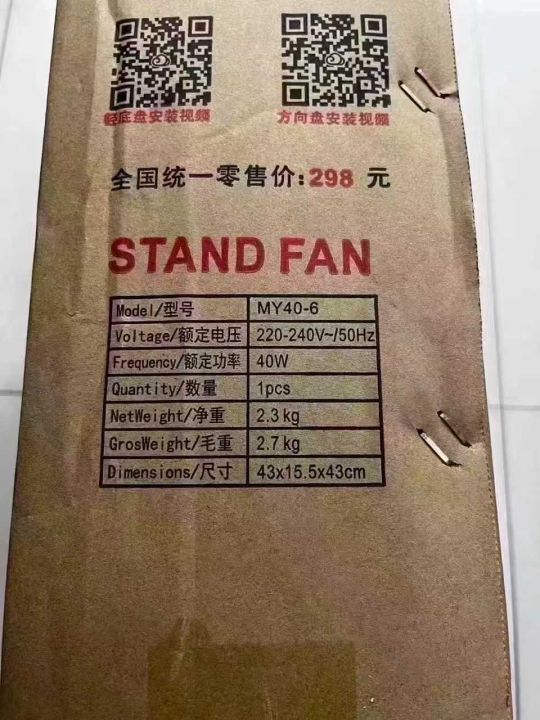 轻底盘安装视频
方向盘安装视频
全国统一零售价:298 元
STAND FAN
Model/型号 MY40-6
Voltage/额定电压 220-240V~/50Hz
Frequency/额定功率 40W
Quantity/数量 1pcs
NetWeight/净重 2.3kg
GrosWeight/毛重 2.7kg
Dimensions/尺寸 43x15.5x43cm